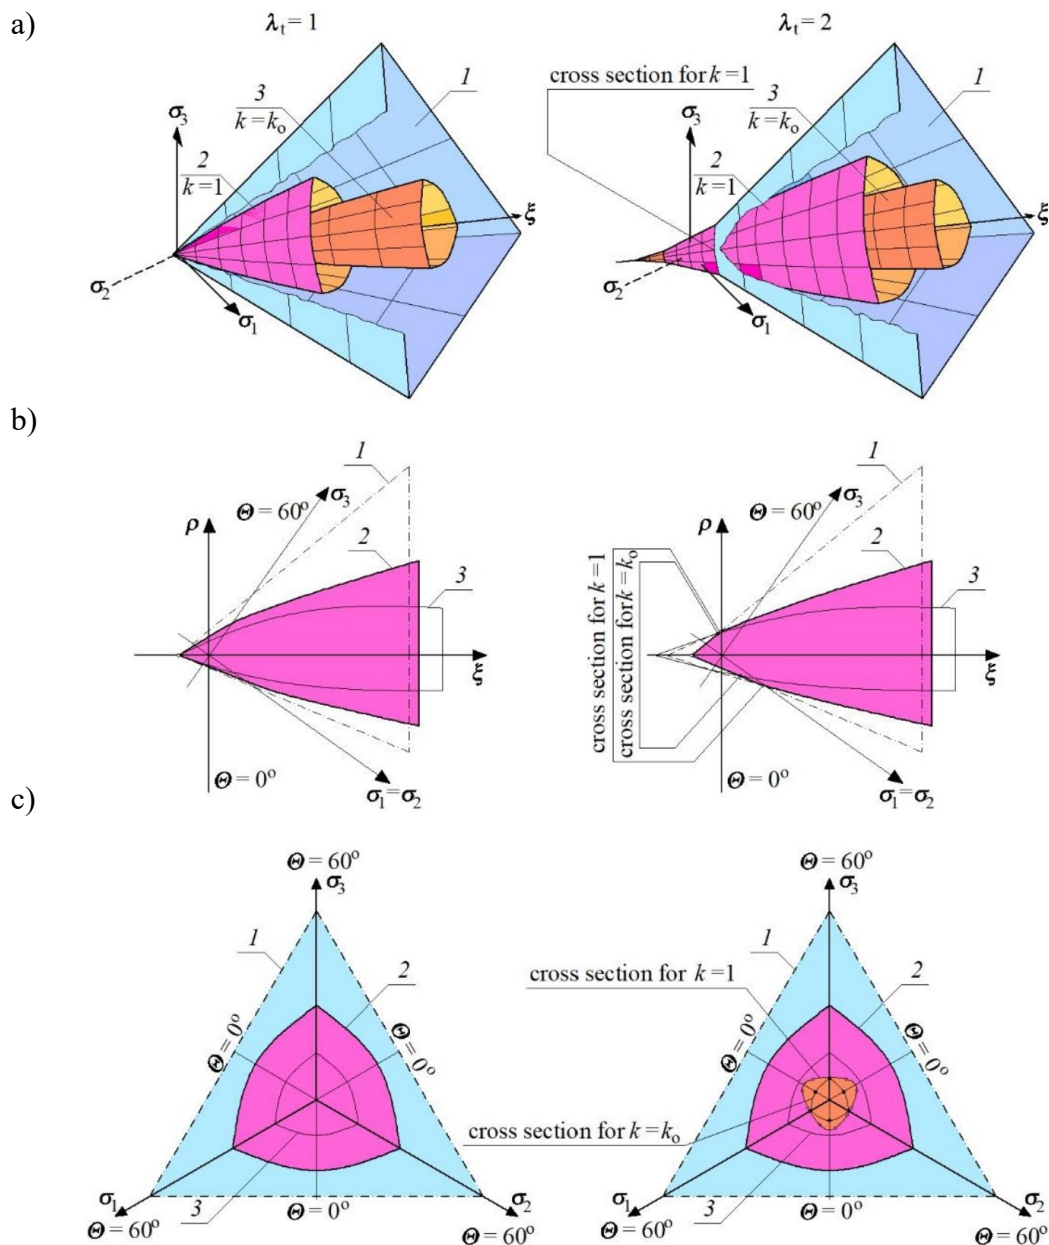 a)
λt = 1
λt = 2
cross section for k = 1
1
3
k = ko
σ3
2
k = 1
ξ
σ2
σ1
1
3
k = ko
σ3
2
k = 1
ξ
σ2
σ1
b)
1
σ3
Θ = 60°
ρ
2
3
ξ
Θ = 0°
σ1 = σ2
1
σ3
Θ = 60°
ρ
2
3
cross section for k = 1
cross section for k = ko
ξ
Θ = 0°
σ1 = σ2
c)
Θ = 60°
σ3
1
2
Θ = 0°
Θ = 0°
σ1
3
Θ = 0°
σ2
Θ = 60°
Θ = 60°
Θ = 60°
σ3
1
cross section for k = 1
2
Θ = 0°
Θ = 0°
cross section for k = ko
σ1
3
Θ = 0°
σ2
Θ = 60°
Θ = 60°